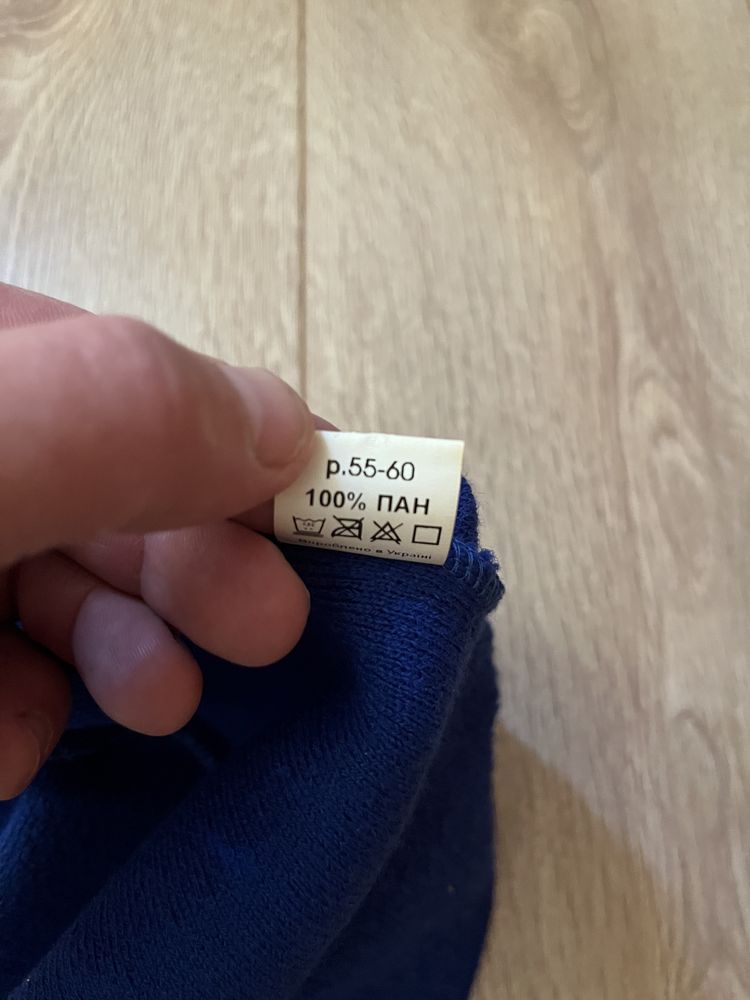 р.55-60
100% ПАН
Вироблено в Україні